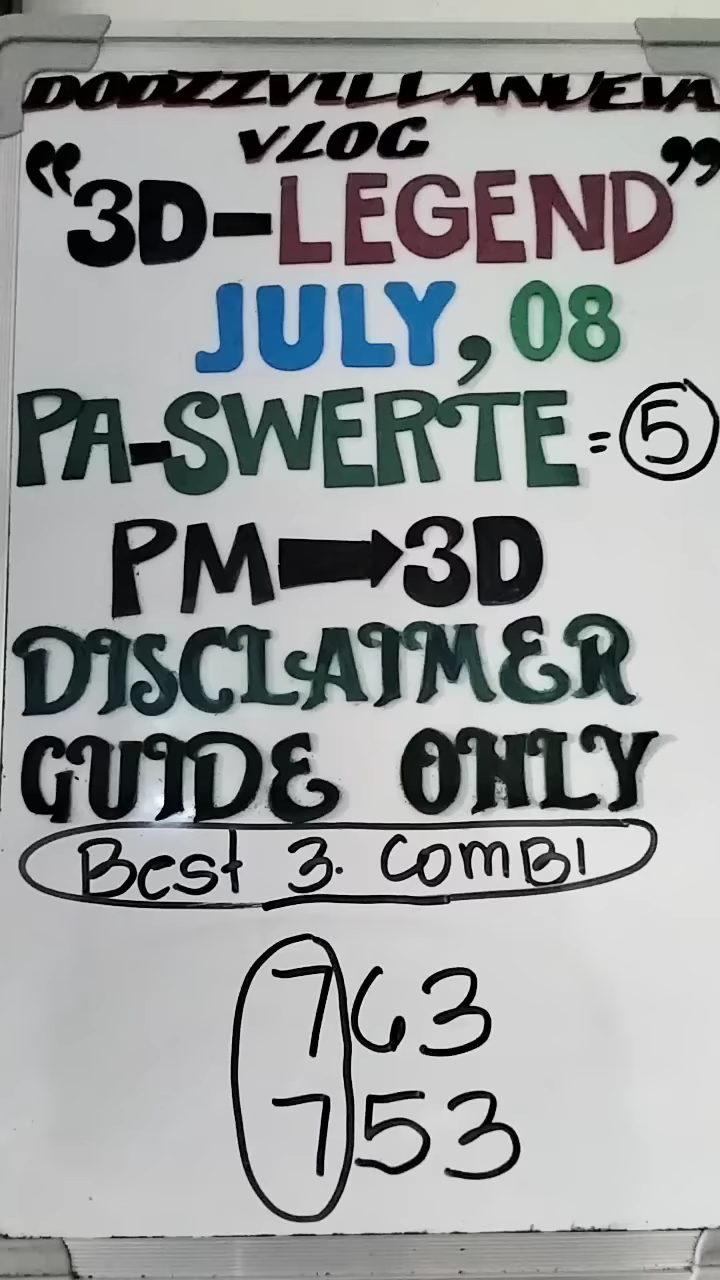 DODZZVILLANUEVA
VLOG
"3D-LEGEND"
JULY, 08
PA-SWERTE = 5
PM➡3D
DISCLAIMER
GUIDE ONLY
Best 3. comBI
763
753